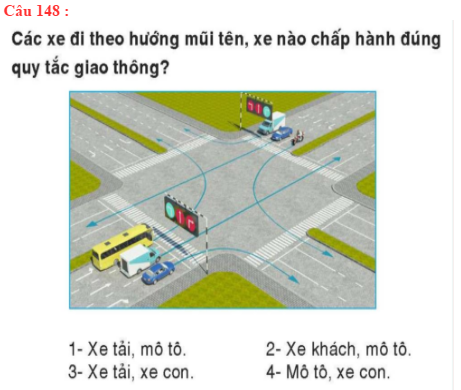 Câu 148 :
Các xe đi theo hướng mũi tên, xe nào chấp hành đúng
quy tắc giao thông?
1- Xe tải, mô tô.
2- Xe khách, mô tô.
3- Xe tải, xe con.
4- Mô tô, xe con.